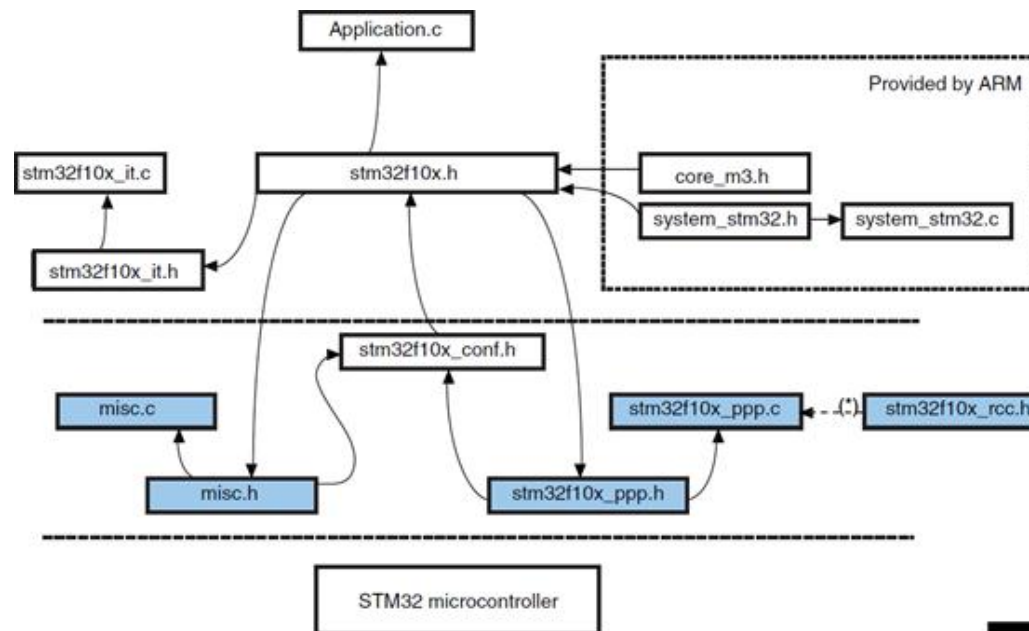 Application.c
Provided by ARM
stm32f10x_it.c
stm32f10x.h
core_m3.h
system_stm32.h
system_stm32.c
stm32f10x_it.h
stm32f10x_conf.h
misc.c
stm32f10x_ppp.c
(*)
stm32f10x_rcc.h
misc.h
stm32f10x_ppp.h
STM32 microcontroller